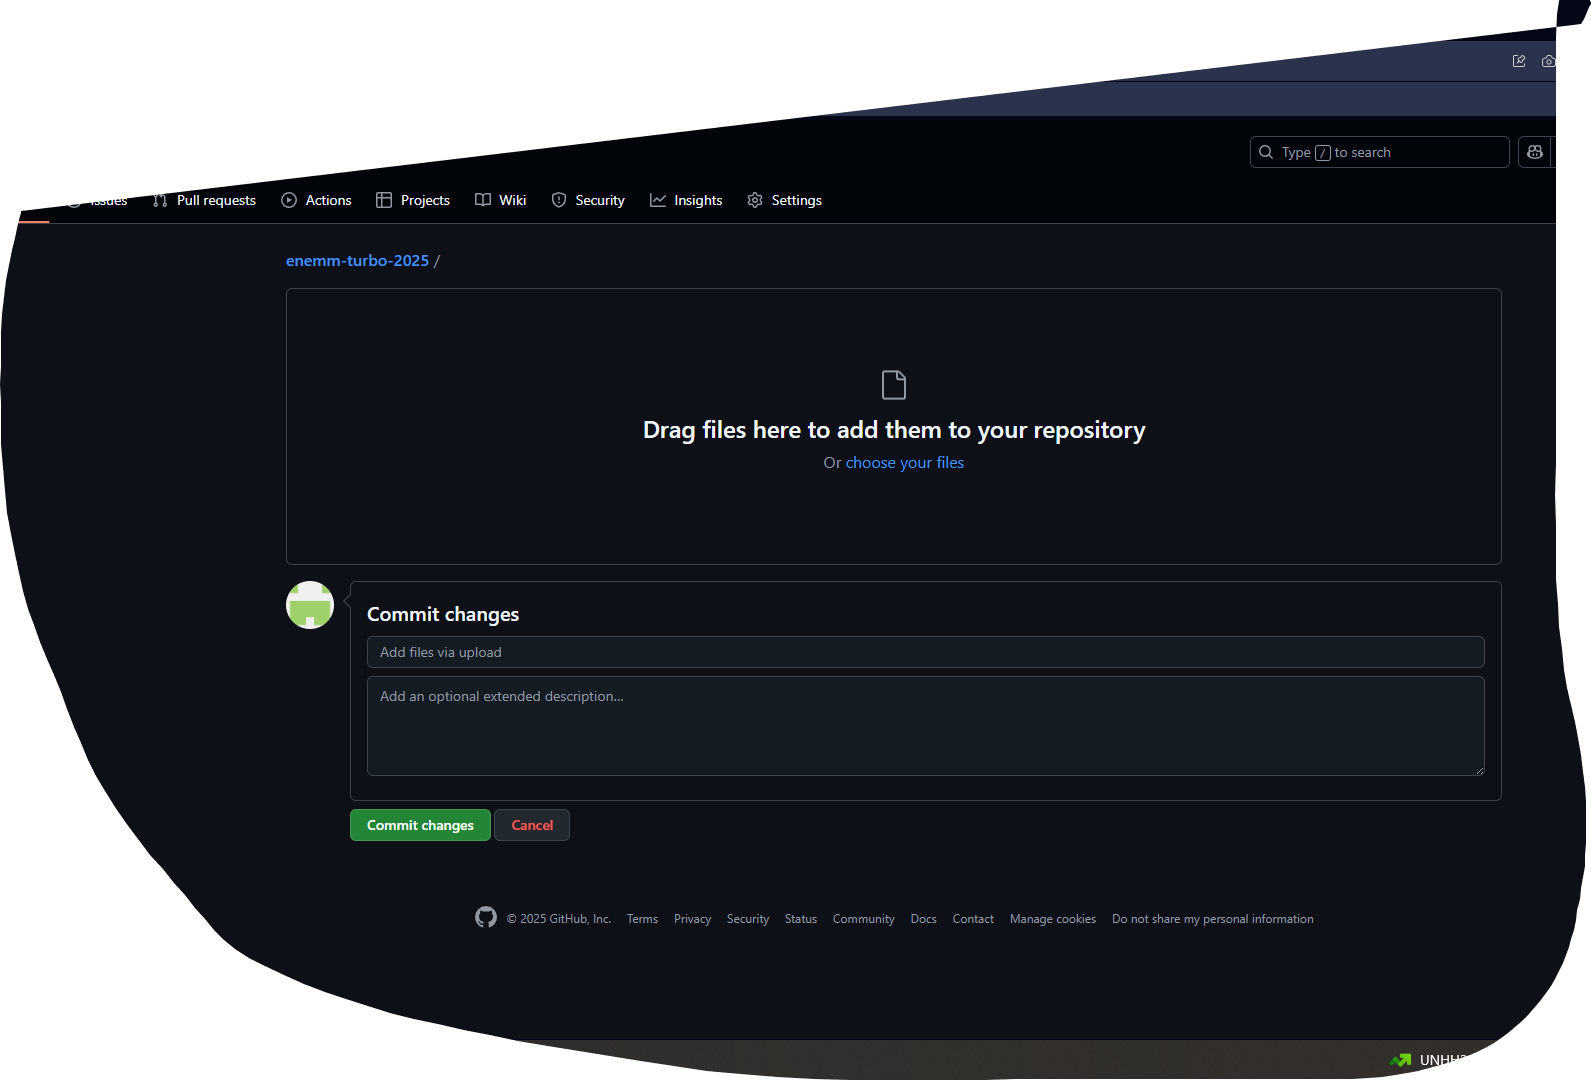 Type / to search
Issues Pull requests Actions Projects Wiki Security Insights Settings
enemm-turbo-2025 /
Drag files here to add them to your repository
Or choose your files
Commit changes
Add files via upload
Add an optional extended description...
Commit changes Cancel
© 2025 GitHub, Inc. Terms Privacy Security Status Community Docs Contact Manage cookies Do not share my personal information